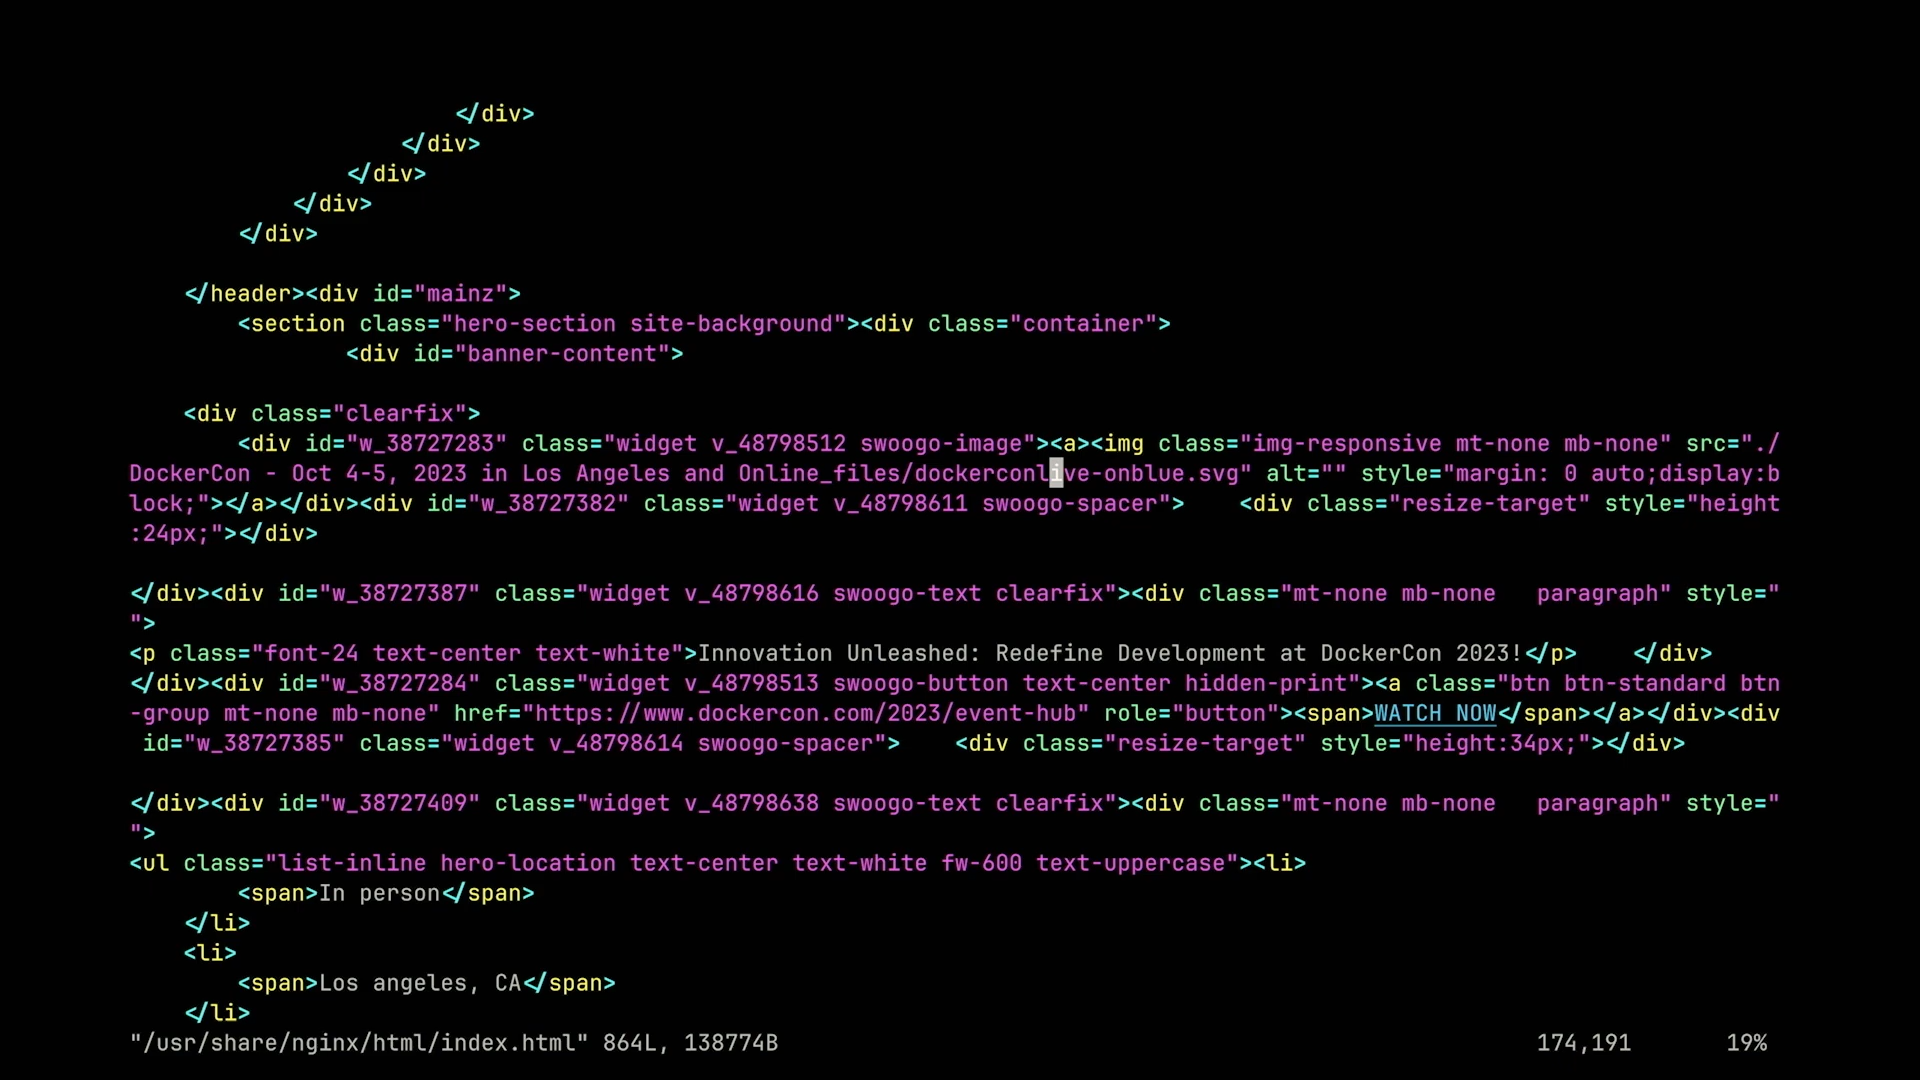 </div>
</div>
</div>
</div>
</div>
</header><div id="mainz">
<section class="hero-section site-background"><div class="container">
<div id="banner-content">
<div class="clearfix">
<div id="w_38727283" class="widget v_48798512 swoogo-image"><a><img class="img-responsive mt-none mb-none" src="./
DockerCon - Oct 4-5, 2023 in Los Angeles and Online_files/dockerconlive-onblue.svg" alt="" style="margin: 0 auto;display:b
lock;"></a></div><div id="w_38727382" class="widget v_48798611 swoogo-spacer">    <div class="resize-target" style="height
:24px;"></div>
</div><div id="w_38727387" class="widget v_48798616 swoogo-text clearfix"><div class="mt-none mb-none   paragraph" style="
">
<p class="font-24 text-center text-white">Innovation Unleashed: Redefine Development at DockerCon 2023!</p>    </div>
</div><div id="w_38727284" class="widget v_48798513 swoogo-button text-center hidden-print"><a class="btn btn-standard btn
-group mt-none mb-none" href="https://www.dockercon.com/2023/event-hub" role="button"><span>WATCH NOW</span></a></div><div
id="w_38727385" class="widget v_48798614 swoogo-spacer">    <div class="resize-target" style="height:34px;"></div>
</div><div id="w_38727409" class="widget v_48798638 swoogo-text clearfix"><div class="mt-none mb-none   paragraph" style="
">
<ul class="list-inline hero-location text-center text-white fw-600 text-uppercase"><li>
<span>In person</span>
</li>
<li>
<span>Los angeles, CA</span>
</li>
"/usr/share/nginx/html/index.html" 864L, 138774B 174,191 19%